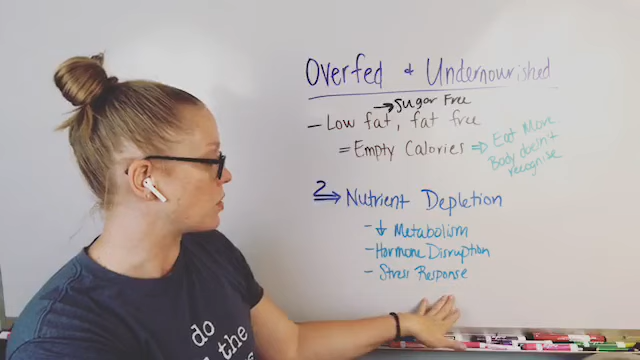 Overfed & Undernourished
→ Sugar Free
- Low fat, fat free
= Empty Calories ⇒ Eat More
Body doesn't
recognise
2 ⇒ Nutrient Depletion
- ↓ Metabolism
- Hormone Disruption
- Stress Response
do
the